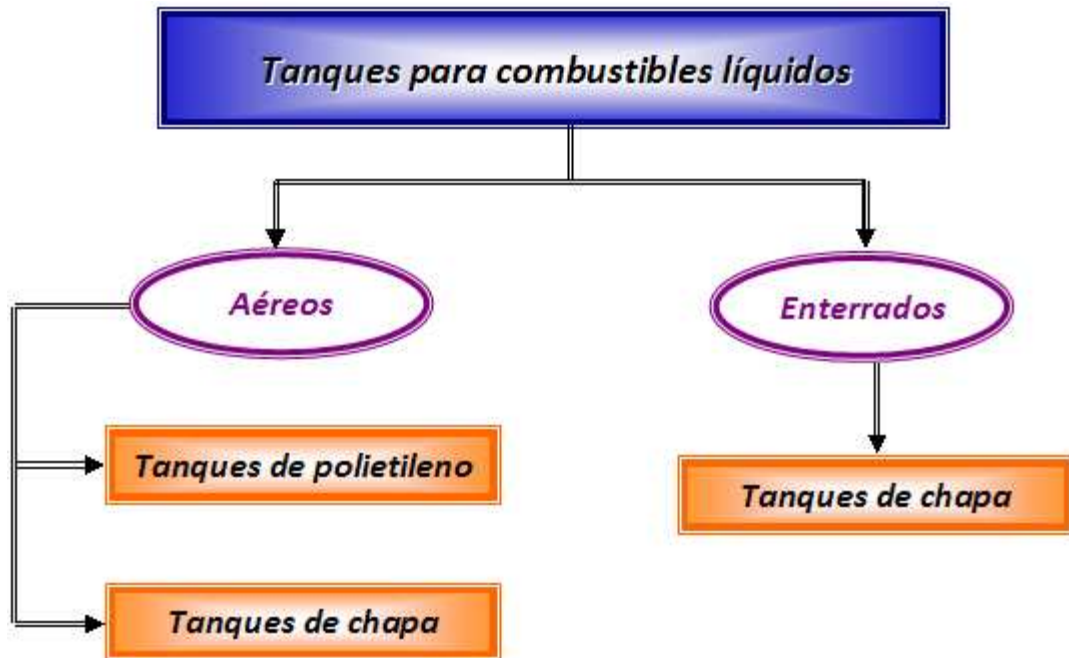 Tanques para combustibles líquidos
Aéreos
Enterrados
Tanques de polietileno
Tanques de chapa
Tanques de chapa